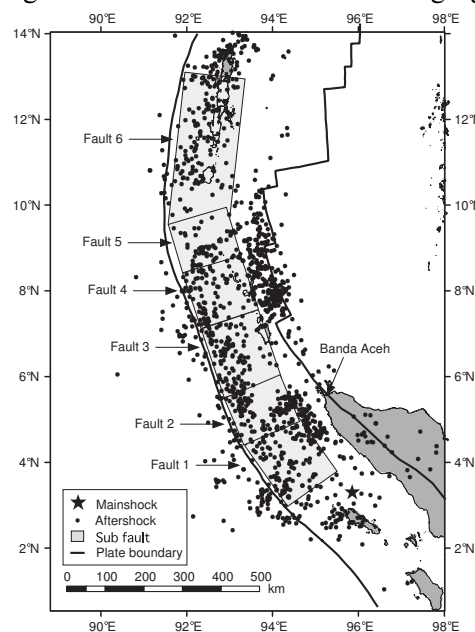 90°E 92°E 94°E 96°E 98°E
14°N
12°N
10°N
8°N
6°N
4°N
2°N
14°N
12°N
10°N
8°N
6°N
4°N
2°N
Fault 6
Fault 5
Fault 4
Fault 3
Banda Aceh
Fault 2
Fault 1
Mainshock
Aftershock
Sub fault
Plate boundary
0 100 200 300 400 500
km
90°E 92°E 94°E 96°E 98°E